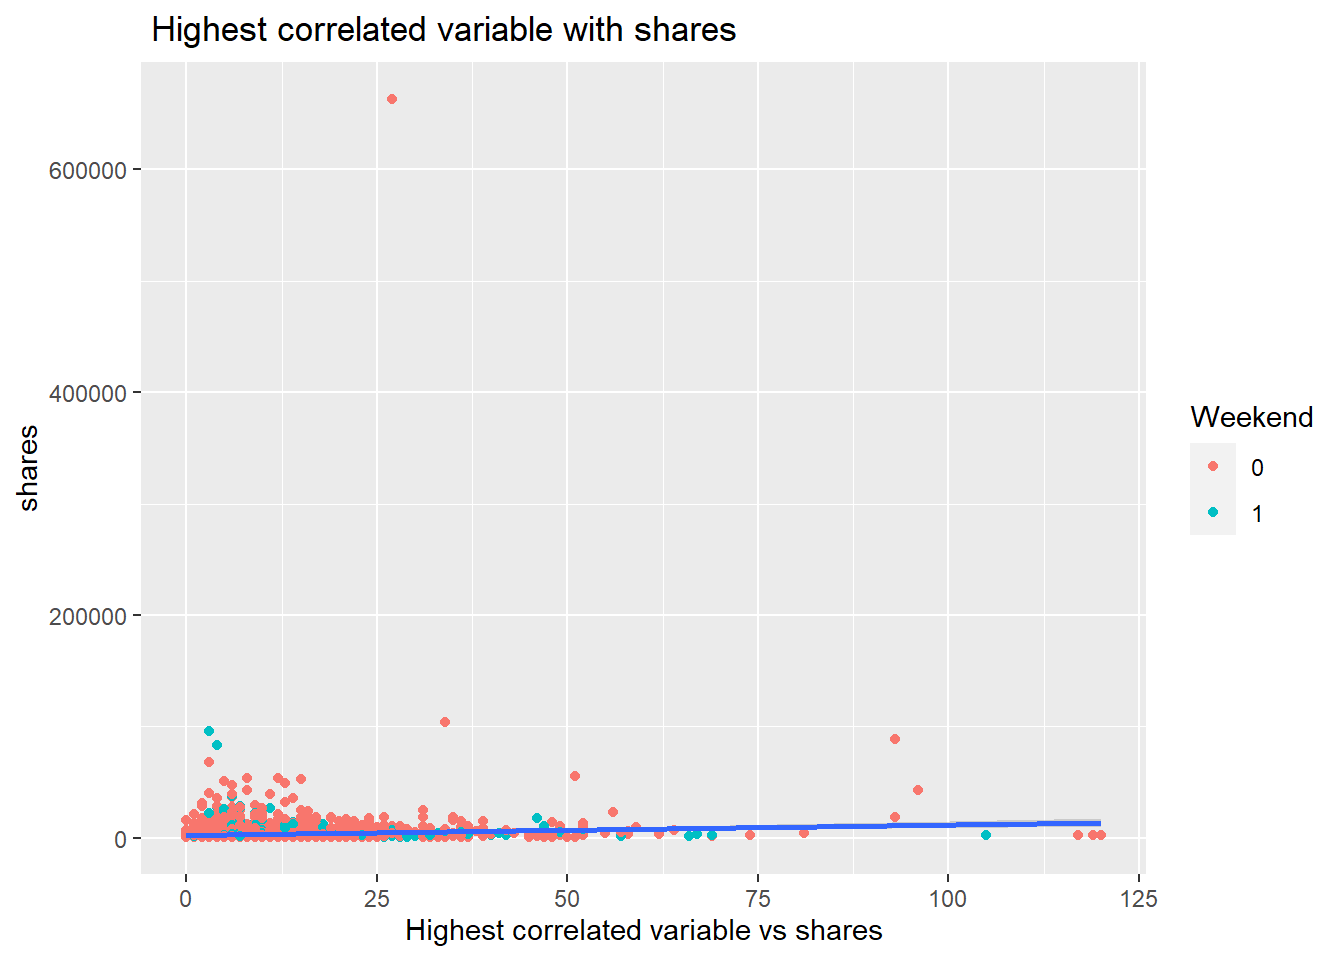 Highest correlated variable with shares
600000
400000
200000
0
shares
0 25 50 75 100 125
Highest correlated variable vs shares
Weekend
0
1